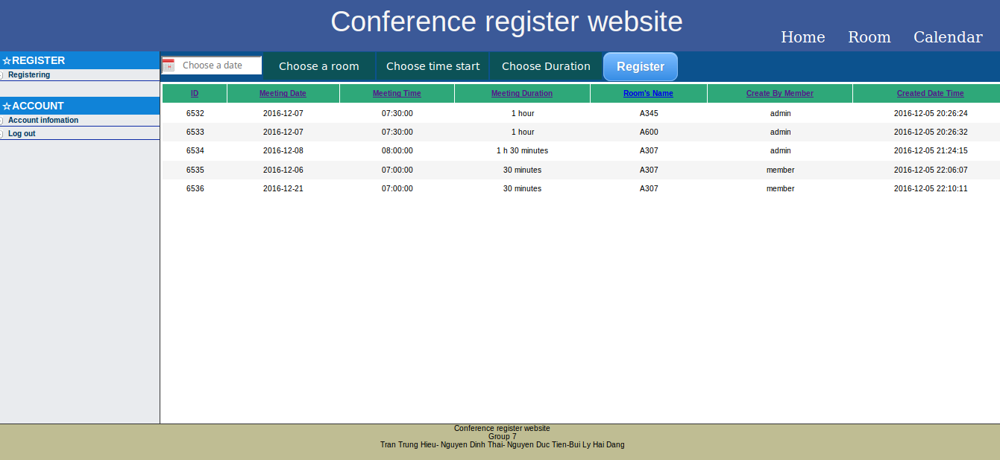 Conference register website
Home Room Calendar
☆REGISTER
Registering
☆ACCOUNT
Account infomation
Log out
Choose a date Choose a room Choose time start Choose Duration Register
ID Meeting Date Meeting Time Meeting Duration Room's Name Create By Member Created Date Time
6532 2016-12-07 07:30:00 1 hour A345 admin 2016-12-05 20:26:24
6533 2016-12-07 07:30:00 1 hour A600 admin 2016-12-05 20:26:32
6534 2016-12-08 08:00:00 1 h 30 minutes A307 admin 2016-12-05 21:24:15
6535 2016-12-06 07:00:00 30 minutes A307 member 2016-12-05 22:06:07
6536 2016-12-21 07:00:00 30 minutes A307 member 2016-12-05 22:10:11
Conference register website
Group 7
Tran Trung Hieu- Nguyen Dinh Thai- Nguyen Duc Tien-Bui Ly Hai Dang